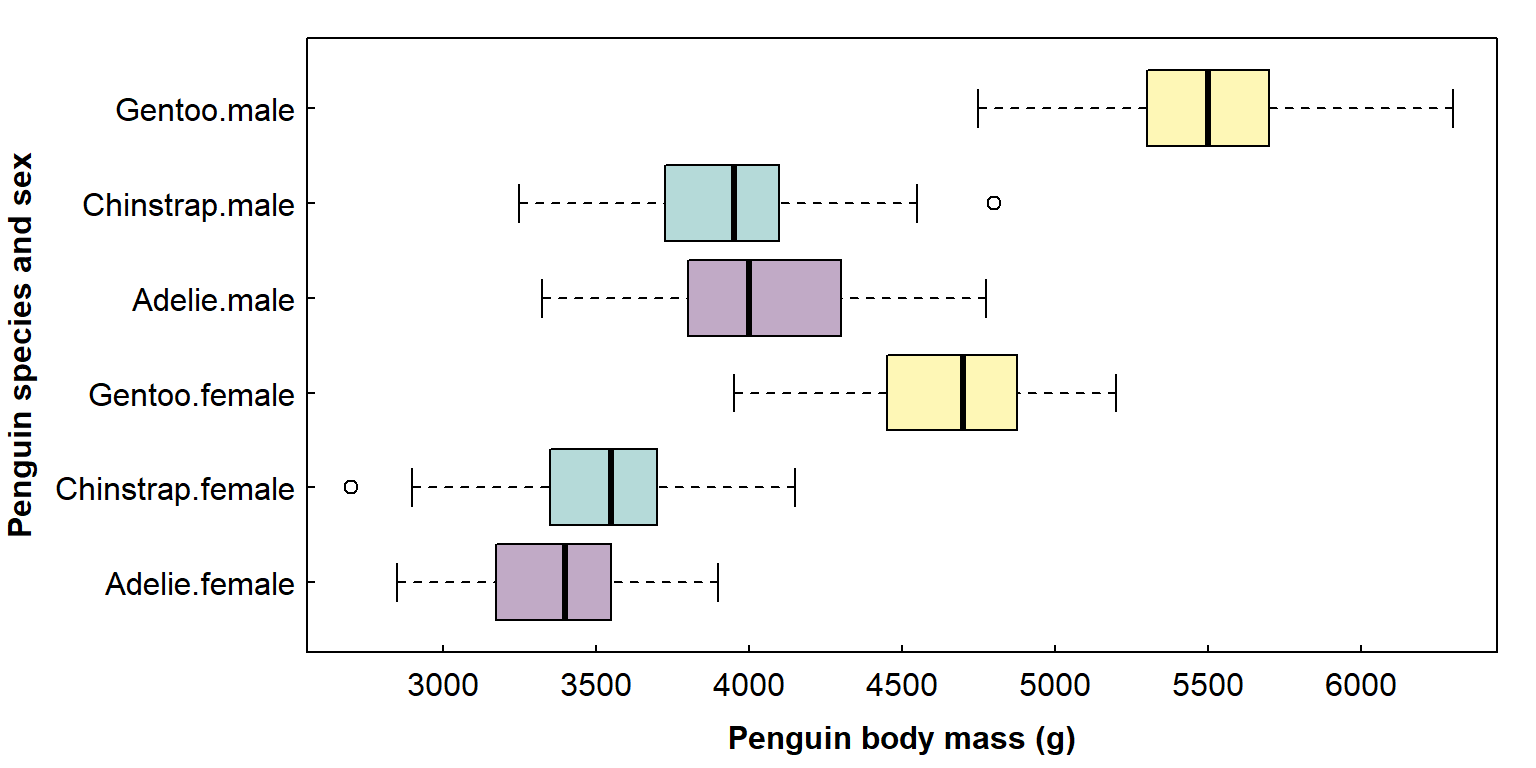 Penguin species and sex
Gentoo.male
Chinstrap.male
Adelie.male
Gentoo.female
Chinstrap.female
Adelie.female
3000 3500 4000 4500 5000 5500 6000
Penguin body mass (g)